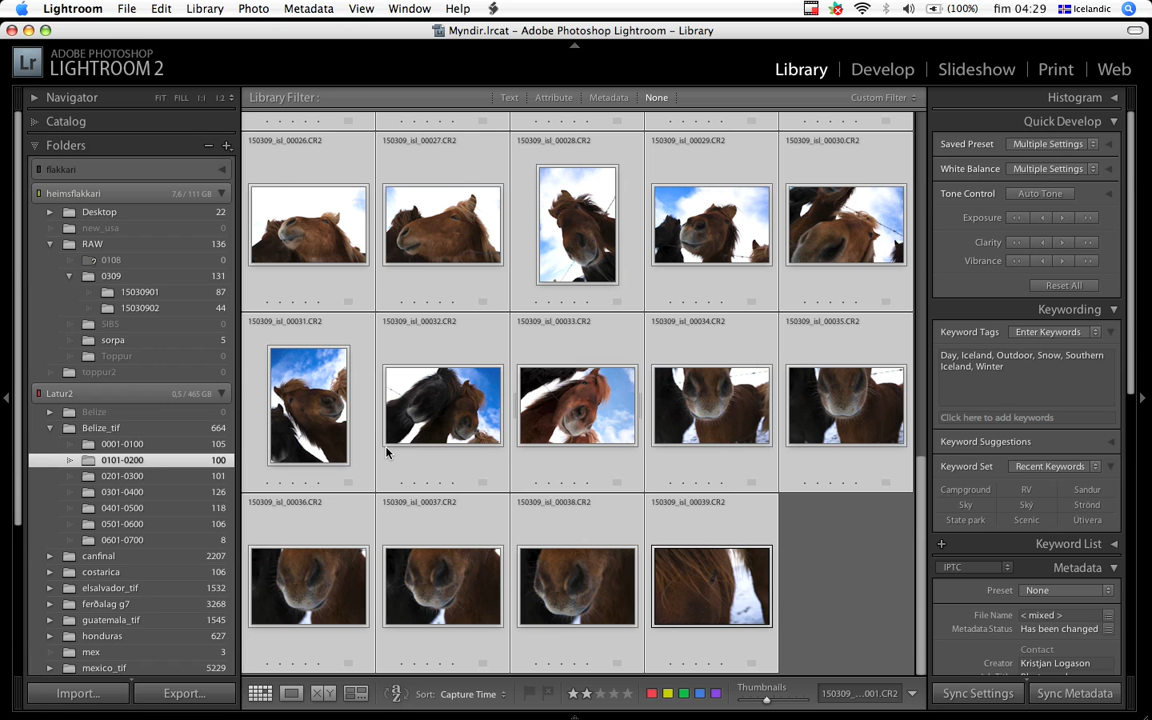 Lightroom File Edit Library Photo Metadata View Window Help (100%) fim 04:29 Icelandic
Myndir.lrcat – Adobe Photoshop Lightroom – Library
Lr ADOBE PHOTOSHOP
LIGHTROOM 2
Library | Develop | Slideshow | Print | Web
Navigator FIT FILL 1:1 1:2
Catalog
Folders
flakkari
heimsflakkari 7,6 / 111 GB
Desktop 22
new_usa 0
RAW 136
0108 0
0309 131
15030901 87
15030902 44
SIBS 0
sorpa 5
Toppur 0
toppur2 0
Latur2 0,5 / 465 GB
Belize 0
Belize_tif 664
0001-0100 105
0101-0200 100
0201-0300 101
0301-0400 126
0401-0500 118
0501-0600 106
0601-0700 8
canfinal 2207
costarica 106
elsalvador_tif 1532
ferðalag g7 3268
guatemala_tif 1545
honduras 627
mex 3
mexico_tif 5229
Import... Export...
Library Filter : Text Attribute Metadata None Custom Filter
150309_isl_00026.CR2 150309_isl_00027.CR2 150309_isl_00028.CR2 150309_isl_00029.CR2 150309_isl_00030.CR2
150309_isl_00031.CR2 150309_isl_00032.CR2 150309_isl_00033.CR2 150309_isl_00034.CR2 150309_isl_00035.CR2
150309_isl_00036.CR2 150309_isl_00037.CR2 150309_isl_00038.CR2 150309_isl_00039.CR2
Sort: Capture Time Thumbnails 150309_...001.CR2
Histogram
Quick Develop
Saved Preset Multiple Settings
White Balance Multiple Settings
Tone Control Auto Tone
Exposure
Clarity
Vibrance
Reset All
Keywording
Keyword Tags Enter Keywords
Day, Iceland, Outdoor, Snow, Southern
Iceland, Winter
Click here to add keywords
Keyword Suggestions
Keyword Set Recent Keywords
Campground RV Sandur
Sky Ský Strönd
State park Scenic Útivera
Keyword List
IPTC Metadata
Preset None
File Name < mixed >
Metadata Status Has been changed
Contact
Creator Kristjan Logason
Sync Settings Sync Metadata